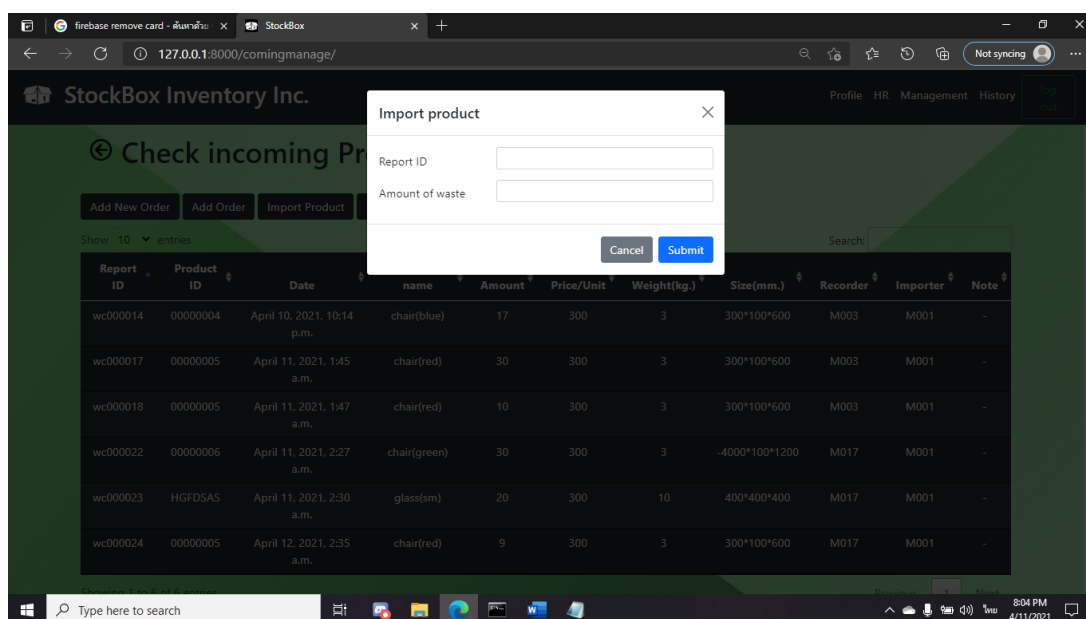 firebase remove card - ค้นหาด้วย
StockBox
127.0.0.1:8000/comingmanage/
Not syncing
StockBox Inventory Inc.
Profile HR Management History log out
Import product
Report ID
Amount of waste
Cancel Submit
Check incoming Pr
Add New Order Add Order Import Product
Show 10 entries
Search:
Report ID Product ID Date name Amount Price/Unit Weight(kg.) Size(mm.) Recorder Importer Note
wc000014 00000004 April 10, 2021, 10:14 p.m. chair(blue) 17 300 3 300*100*600 M003 M001 -
wc000017 00000005 April 11, 2021, 1:45 a.m. chair(red) 30 300 3 300*100*600 M003 M001 -
wc000018 00000005 April 11, 2021, 1:47 a.m. chair(red) 10 300 3 300*100*600 M003 M001 -
wc000022 00000006 April 11, 2021, 2:27 a.m. chair(green) 30 300 3 -4000*100*1200 M017 M001 -
wc000023 HGFDSAS April 11, 2021, 2:30 a.m. glass(sm) 20 300 10 400*400*400 M017 M001 -
wc000024 00000005 April 12, 2021, 2:35 a.m. chair(red) 9 300 3 300*100*600 M017 M001 -
Showing 1 to 6 of 6 entries
Previous 1 Next
Type here to search
ไทย
8:04 PM
4/11/2021